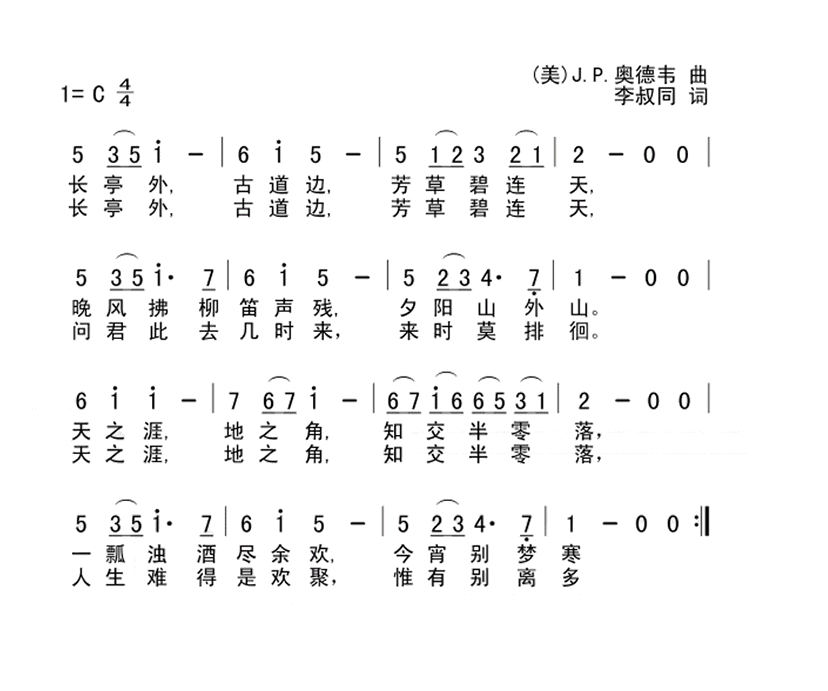 (美)J.P.奥德韦 曲
1= C 4/4
李叔同 词
5 3 5 i — | 6 i 5 — | 5 1 2 3 2 1 | 2 — 0 0 |
长 亭 外, 古 道 边, 芳 草 碧 连 天,
长 亭 外, 古 道 边, 芳 草 碧 连 天,
5 3 5 i· 7 | 6 i 5 — | 5 2 3 4· 7̣ | 1 — 0 0 |
晚 风 拂 柳 笛 声 残, 夕 阳 山 外 山。
问 君 此 去 几 时 来, 来 时 莫 排 徊。
6 i i — | 7 6 7 i — | 6 7 i 6 6 5 3 1 | 2 — 0 0 |
天 之 涯, 地 之 角, 知 交 半 零 落,
天 之 涯, 地 之 角, 知 交 半 零 落,
5 3 5 i· 7 | 6 i 5 — | 5 2 3 4· 7̣ | 1 — 0 0 :||
一 瓢 浊 酒 尽 余 欢, 今 宵 别 梦 寒
人 生 难 得 是 欢 聚, 惟 有 别 离 多